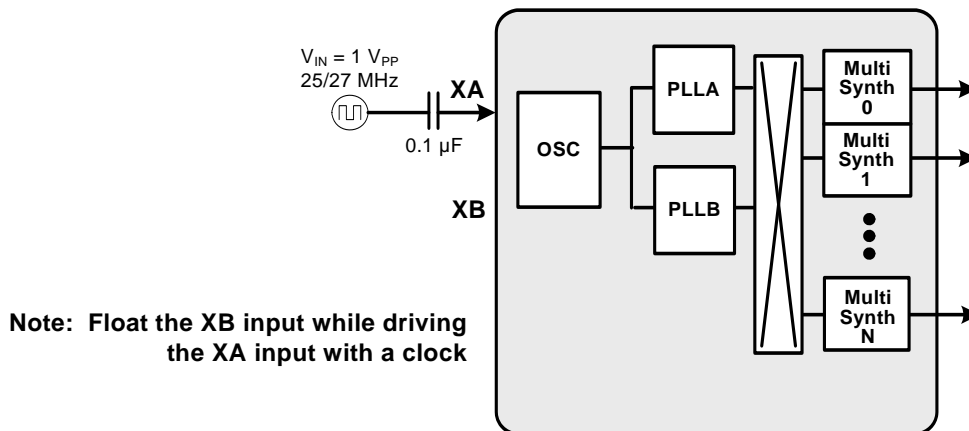 V_IN = 1 V_PP
25/27 MHz
XA
0.1 µF
XB
OSC
PLLA
PLLB
Multi
Synth
0
Multi
Synth
1
Multi
Synth
N
Note: Float the XB input while driving
the XA input with a clock